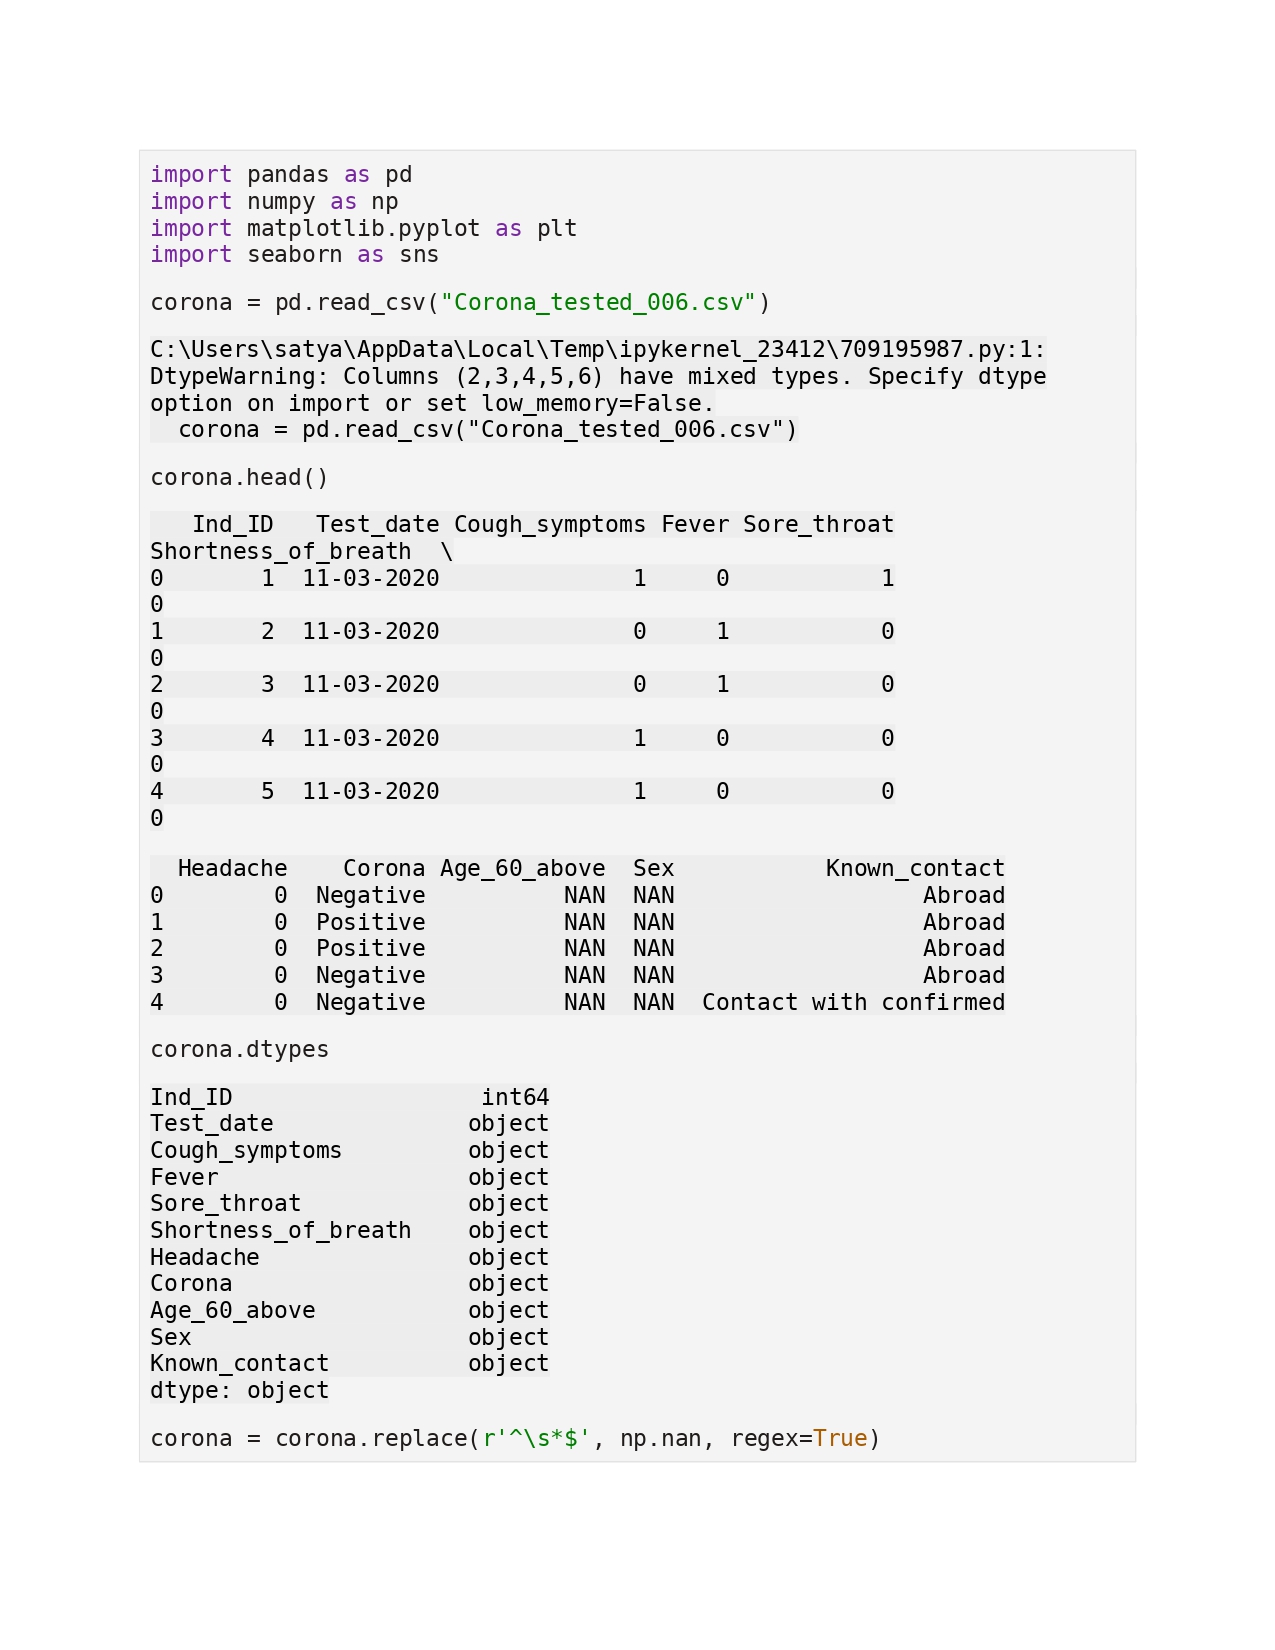 import pandas as pd
import numpy as np
import matplotlib.pyplot as plt
import seaborn as sns
corona = pd.read_csv("Corona_tested_006.csv")
C:\Users\satya\AppData\Local\Temp\ipykernel_23412\709195987.py:1:
DtypeWarning: Columns (2,3,4,5,6) have mixed types. Specify dtype
option on import or set low_memory=False.
  corona = pd.read_csv("Corona_tested_006.csv")
corona.head()
   Ind_ID   Test_date Cough_symptoms Fever Sore_throat
Shortness_of_breath  \
0       1  11-03-2020              1     0           1
0
1       2  11-03-2020              0     1           0
0
2       3  11-03-2020              0     1           0
0
3       4  11-03-2020              1     0           0
0
4       5  11-03-2020              1     0           0
0
  Headache    Corona Age_60_above  Sex           Known_contact
0        0  Negative          NAN  NAN                  Abroad
1        0  Positive          NAN  NAN                  Abroad
2        0  Positive          NAN  NAN                  Abroad
3        0  Negative          NAN  NAN                  Abroad
4        0  Negative          NAN  NAN  Contact with confirmed
corona.dtypes
Ind_ID                  int64
Test_date              object
Cough_symptoms         object
Fever                  object
Sore_throat            object
Shortness_of_breath    object
Headache               object
Corona                 object
Age_60_above           object
Sex                    object
Known_contact          object
dtype: object
corona = corona.replace(r'^\s*$', np.nan, regex=True)